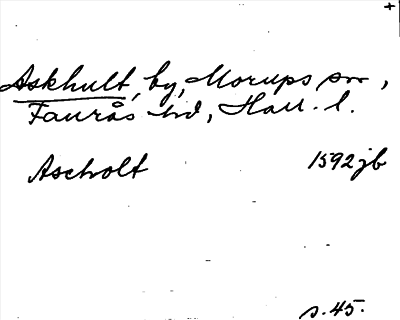 +
Askhult, by, Morups sn,
Faurås hd, Hall. l.
Ascholt 1592 jb
s. 45.